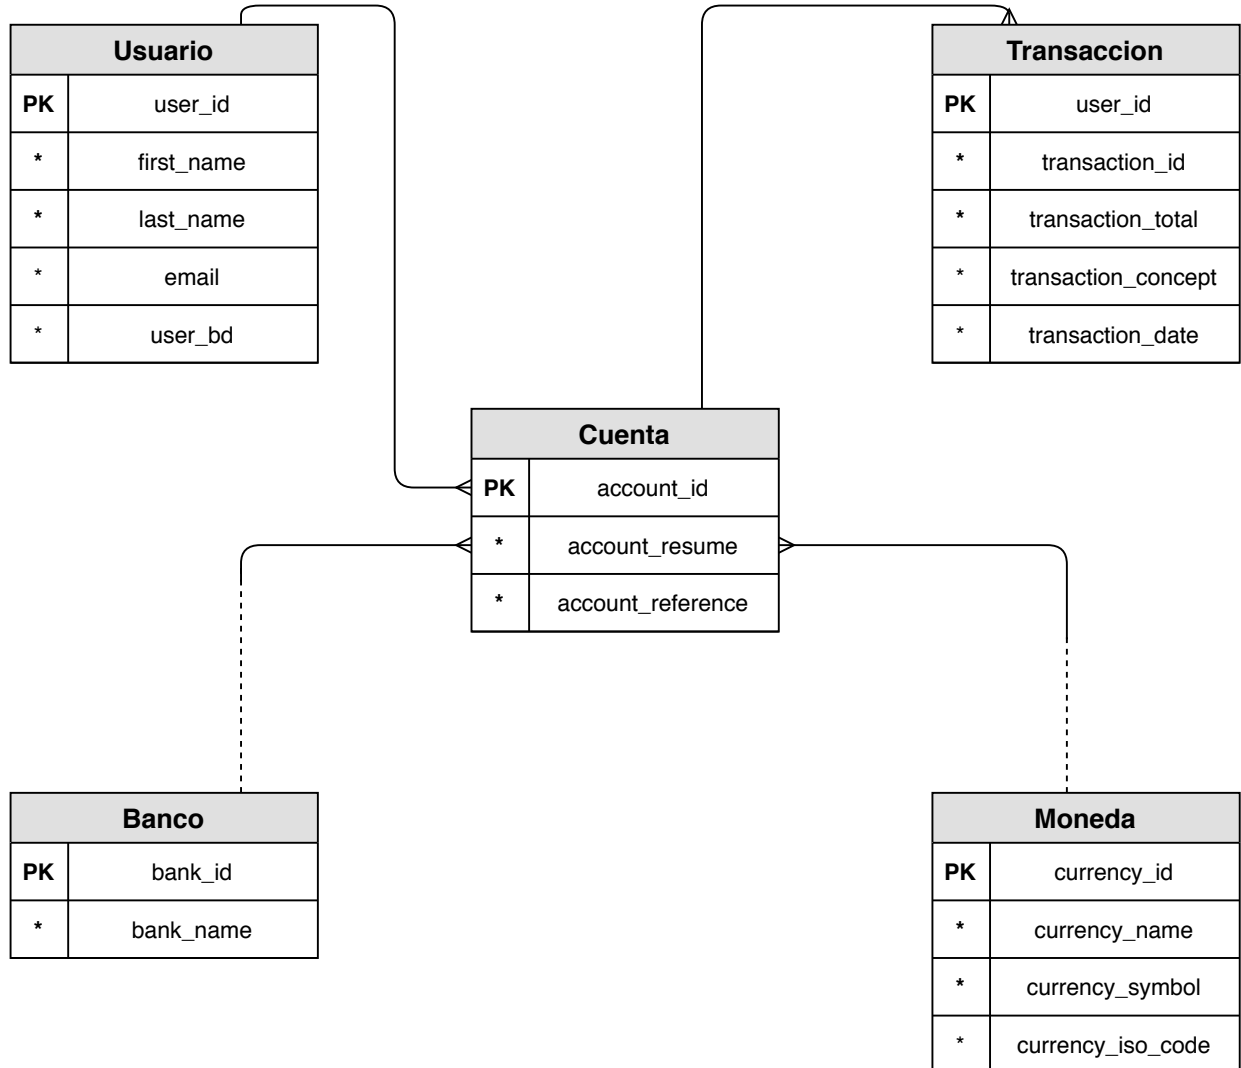 Usuario
PK user_id
* first_name
* last_name
* email
* user_bd
Transaccion
PK user_id
* transaction_id
* transaction_total
* transaction_concept
* transaction_date
Cuenta
PK account_id
* account_resume
* account_reference
Banco
PK bank_id
* bank_name
Moneda
PK currency_id
* currency_name
* currency_symbol
* currency_iso_code